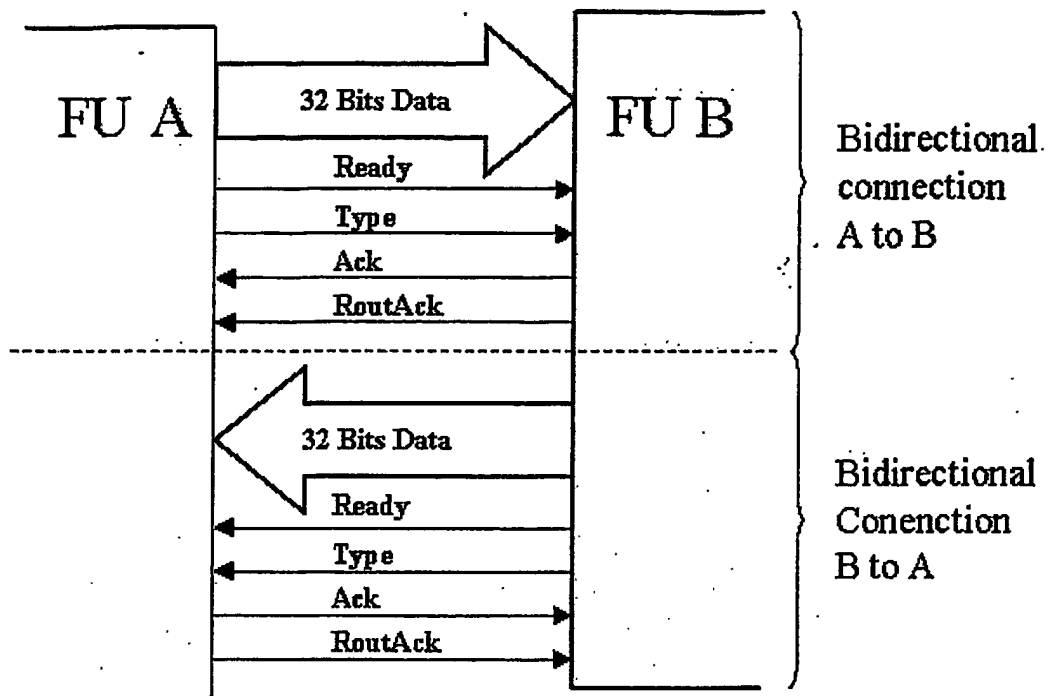 FU A
32 Bits Data
FU B
Ready
Type
Ack
RoutAck
Bidirectional
connection
A to B
32 Bits Data
Ready
Type
Ack
RoutAck
Bidirectional
Conenction
B to A